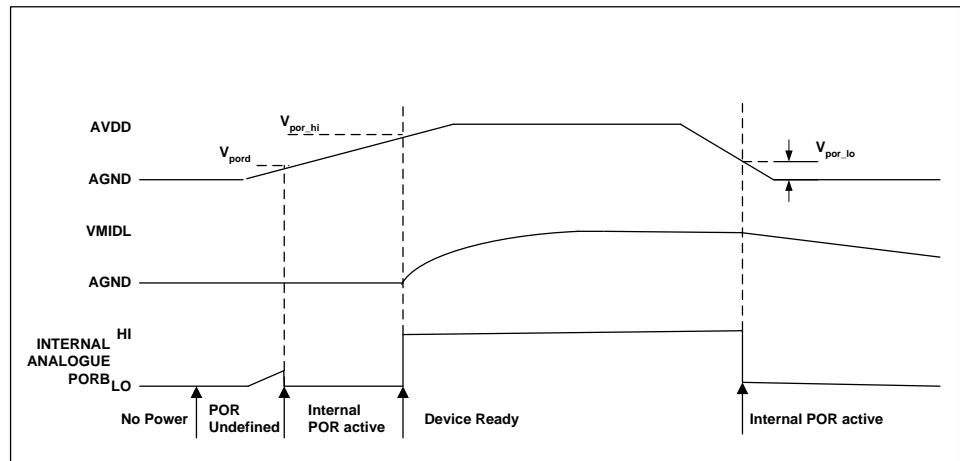 V_por_hi
AVDD
V_pord
V_por_lo
AGND
VMIDL
AGND
HI
INTERNAL
ANALOGUE
PORB
LO
No Power
POR
Undefined
Internal
POR active
Device Ready
Internal POR active